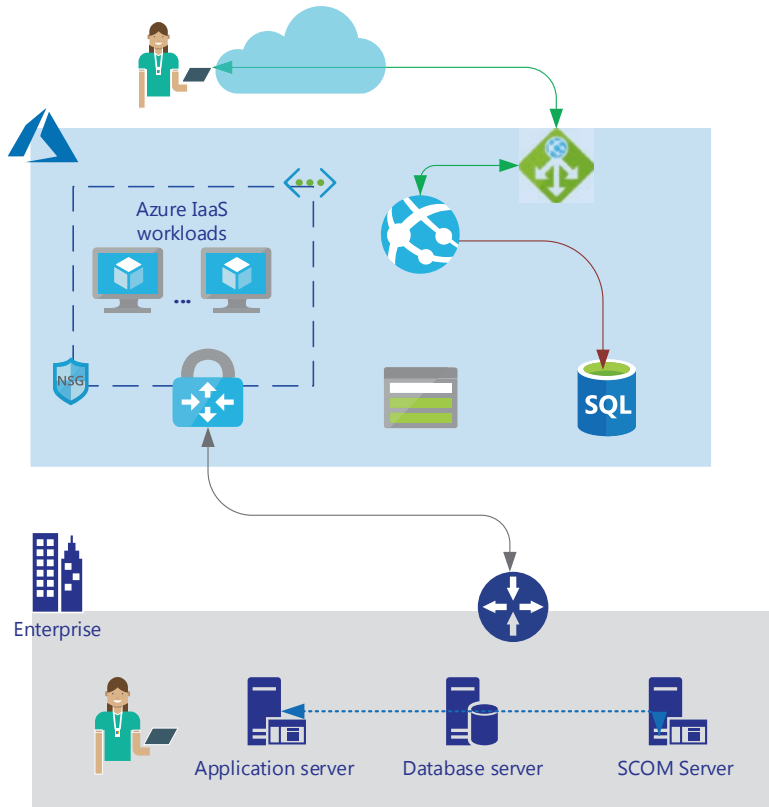 Azure IaaS
workloads
...
NSG
SQL
Enterprise
Application server
Database server
SCOM Server